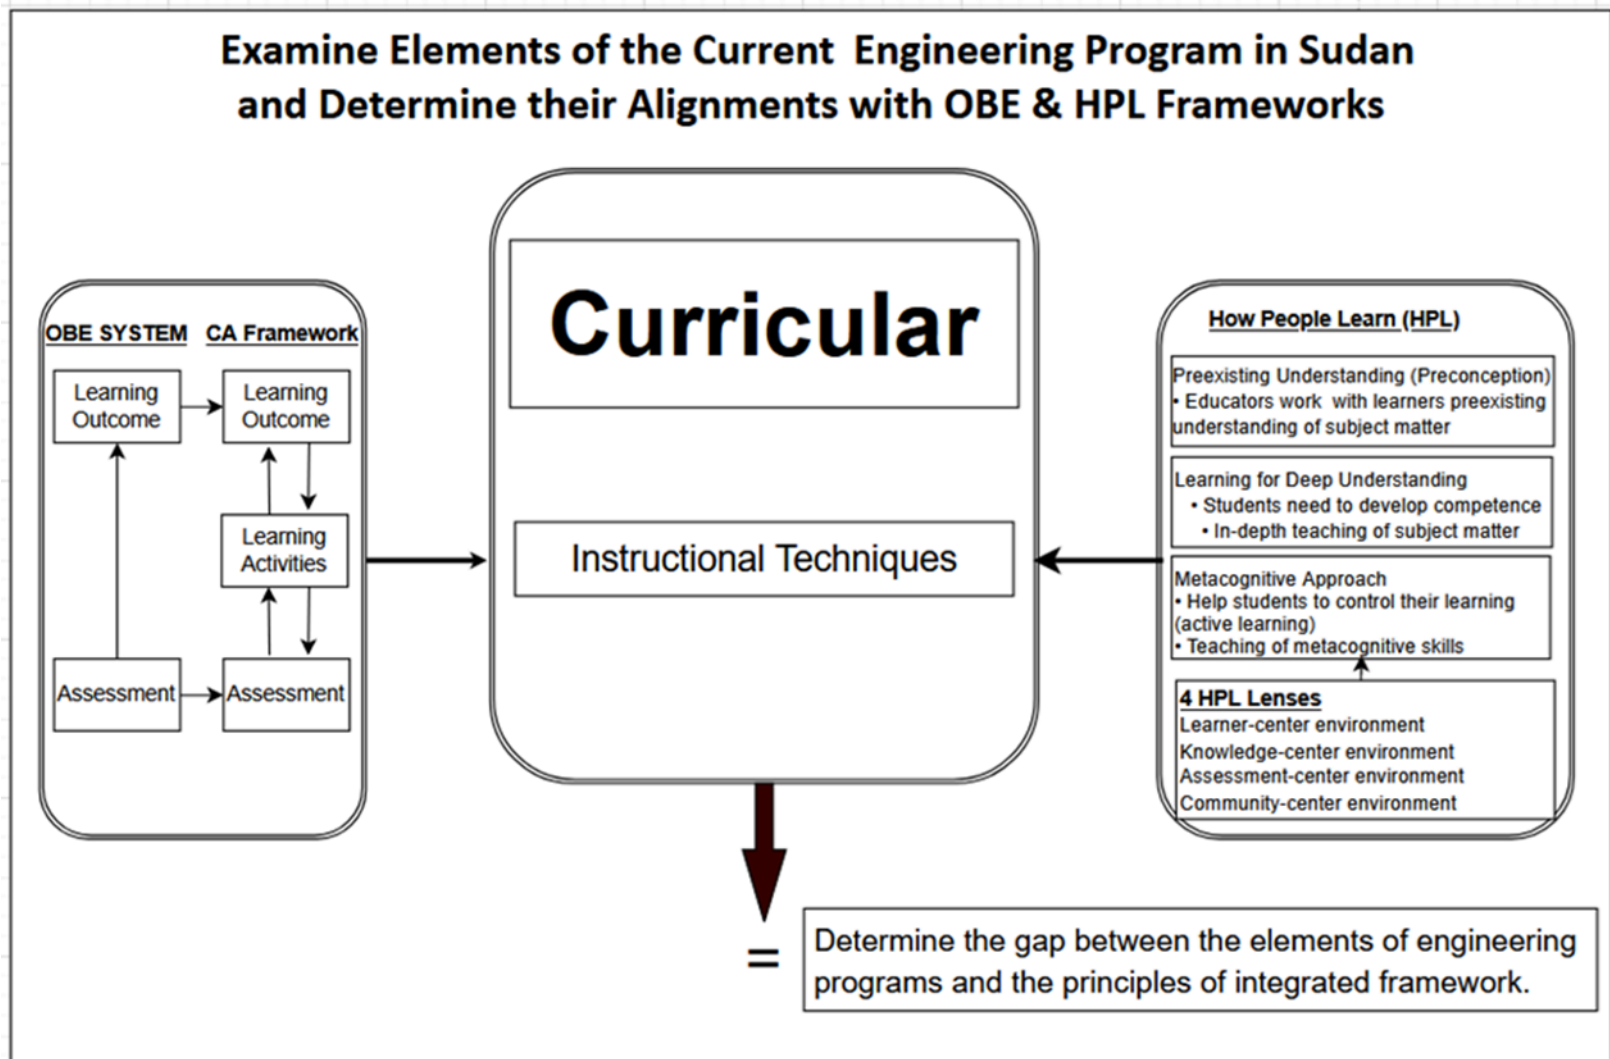 Examine Elements of the Current Engineering Program in Sudan
and Determine their Alignments with OBE & HPL Frameworks
OBE SYSTEM
CA Framework
Learning
Outcome
Learning
Outcome
Learning
Activities
Assessment
Assessment
Curricular
Instructional Techniques
How People Learn (HPL)
Preexisting Understanding (Preconception)
• Educators work with learners preexisting
understanding of subject matter
Learning for Deep Understanding
• Students need to develop competence
• In-depth teaching of subject matter
Metacognitive Approach
• Help students to control their learning
(active learning)
• Teaching of metacognitive skills
4 HPL Lenses
Learner-center environment
Knowledge-center environment
Assessment-center environment
Community-center environment
=
Determine the gap between the elements of engineering
programs and the principles of integrated framework.